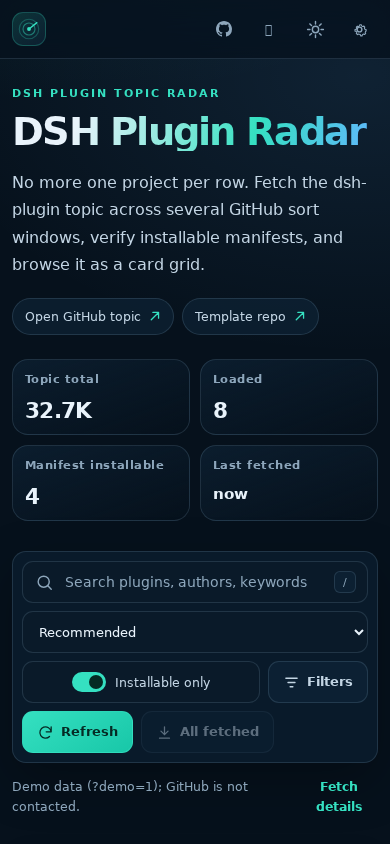 DSH PLUGIN TOPIC RADAR
DSH Plugin Radar
No more one project per row. Fetch the dsh-
plugin topic across several GitHub sort
windows, verify installable manifests, and
browse it as a card grid.
Open GitHub topic
Template repo
Topic total
32.7K
Loaded
8
Manifest installable
4
Last fetched
now
Search plugins, authors, keywords
/
Recommended
Installable only
Filters
Refresh
All fetched
Demo data (?demo=1); GitHub is not
contacted.
Fetch
details